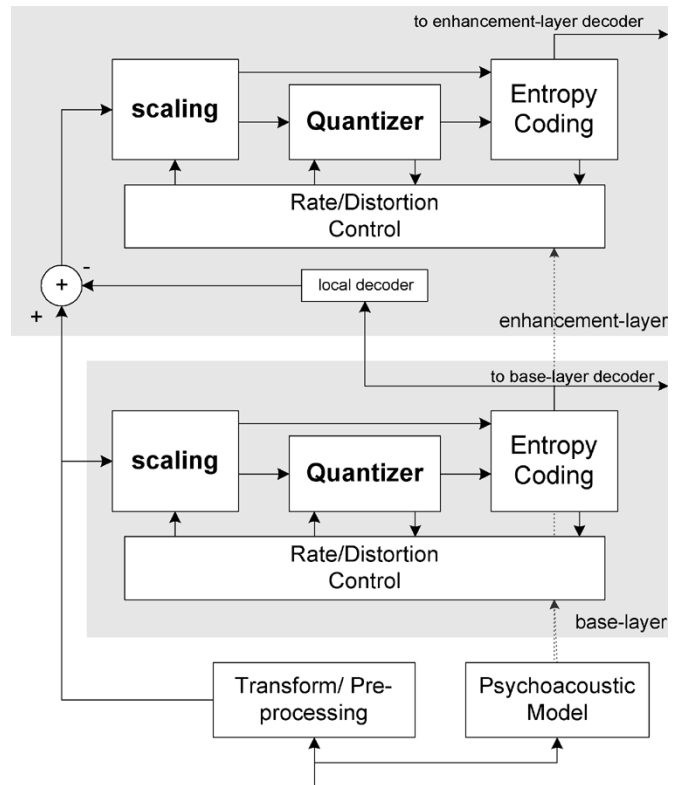 to enhancement-layer decoder
scaling
Quantizer
Entropy
Coding
Rate/Distortion
Control
-
+
+
local decoder
enhancement-layer
to base-layer decoder
scaling
Quantizer
Entropy
Coding
Rate/Distortion
Control
base-layer
Transform/ Pre-
processing
Psychoacoustic
Model